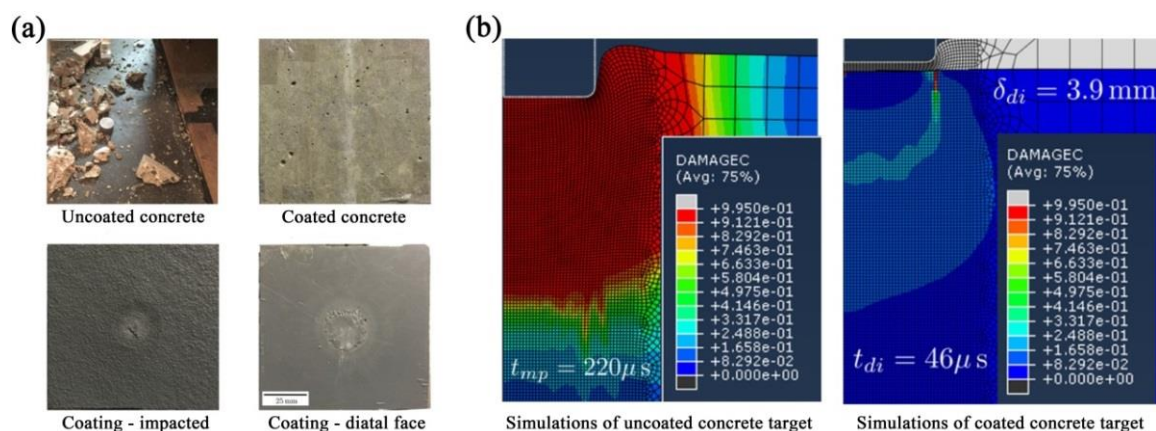 (a)
Uncoated concrete
Coated concrete
25 mm
Coating - impacted
Coating - diatal face
(b)
DAMAGEC
(Avg: 75%)
+9.950e-01
+9.121e-01
+8.292e-01
+7.463e-01
+6.633e-01
+5.804e-01
+4.975e-01
+4.146e-01
+3.317e-01
+2.488e-01
+1.658e-01
+8.292e-02
+0.000e+00
t_mp = 220μs
Simulations of uncoated concrete target
δ_di = 3.9 mm
DAMAGEC
(Avg: 75%)
+9.950e-01
+9.121e-01
+8.292e-01
+7.463e-01
+6.633e-01
+5.804e-01
+4.975e-01
+4.146e-01
+3.317e-01
+2.488e-01
+1.658e-01
+8.292e-02
+0.000e+00
t_di = 46μs
Simulations of coated concrete target